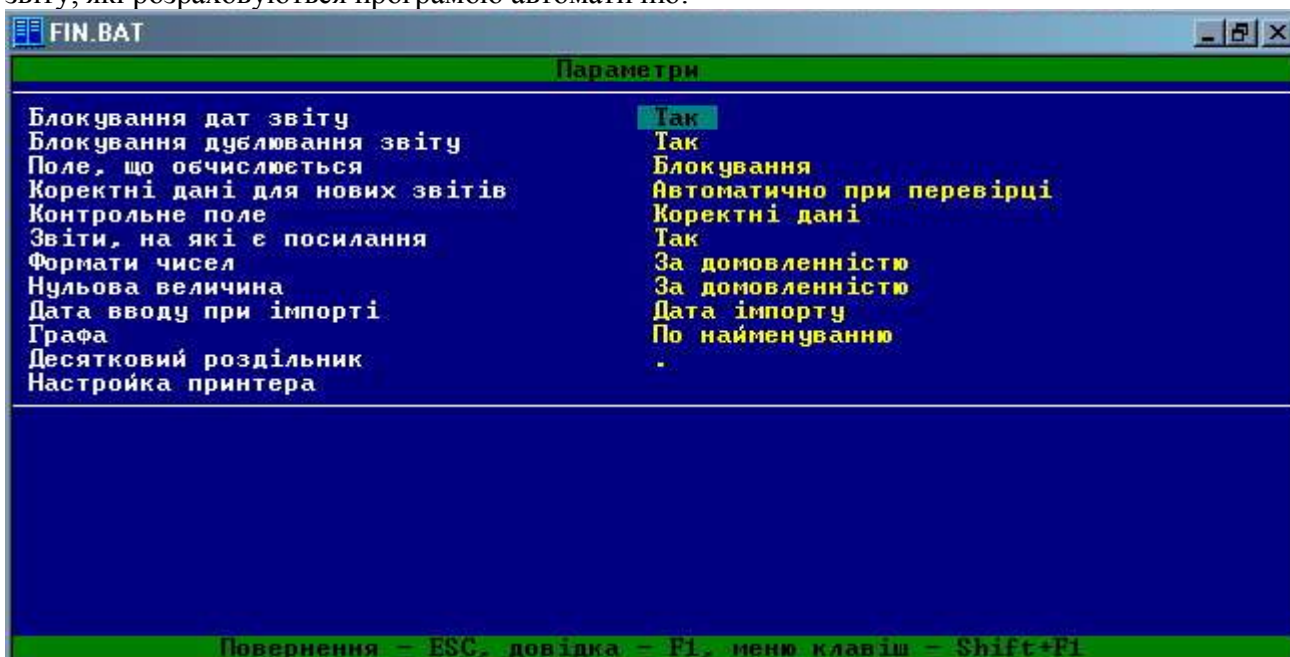 звіту, які розраховуються програмою автоматично.
FIN.BAT
Параметри
Блокування дат звіту Так
Блокування дублювання звіту Так
Поле, що обчислюється Блокування
Коректні дані для нових звітів Автоматично при перевірці
Контрольне поле Коректні дані
Звіти, на які є посилання Так
Формати чисел За домовленністю
Нульова величина За домовленністю
Дата вводу при імпорті Дата імпорту
Графа По найменуванню
Десятковий роздільник .
Настройка принтера
Повернення - ESC, довідка - F1, меню клавіш - Shift+F1